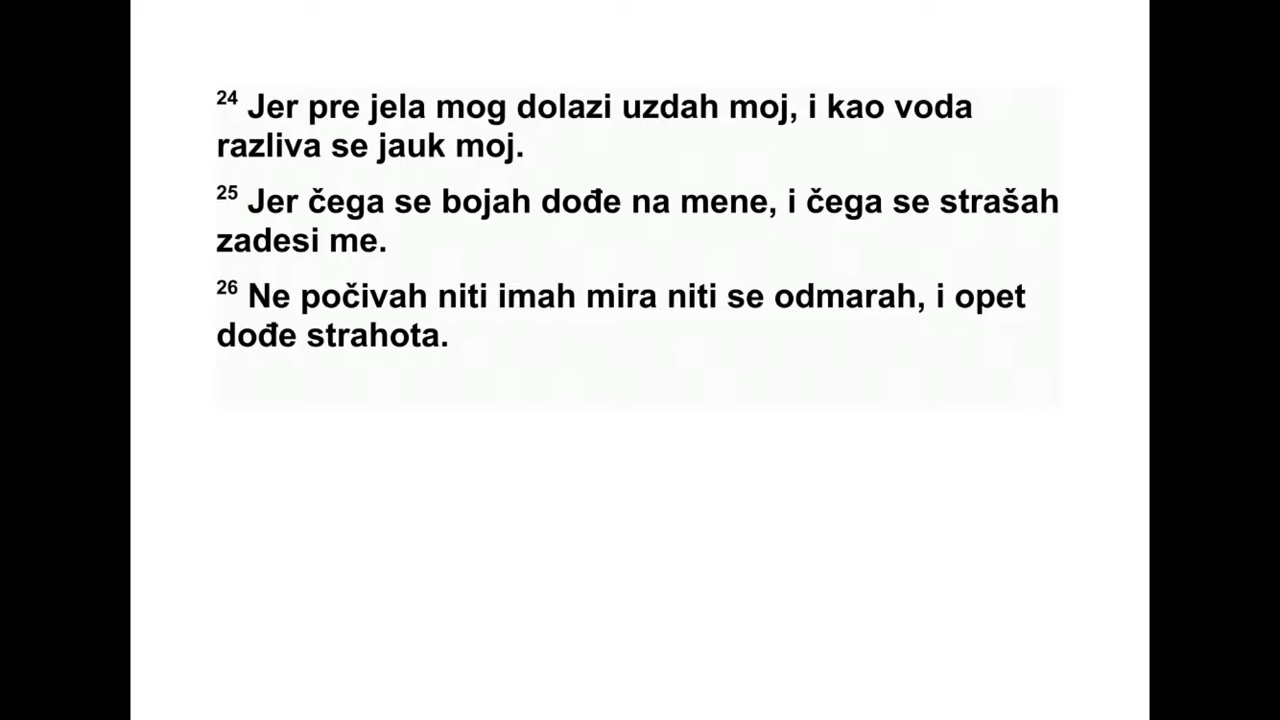 24 Jer pre jela mog dolazi uzdah moj, i kao voda
razliva se jauk moj.
25 Jer čega se bojah dođe na mene, i čega se strašah
zadesi me.
26 Ne počivah niti imah mira niti se odmarah, i opet
dođe strahota.